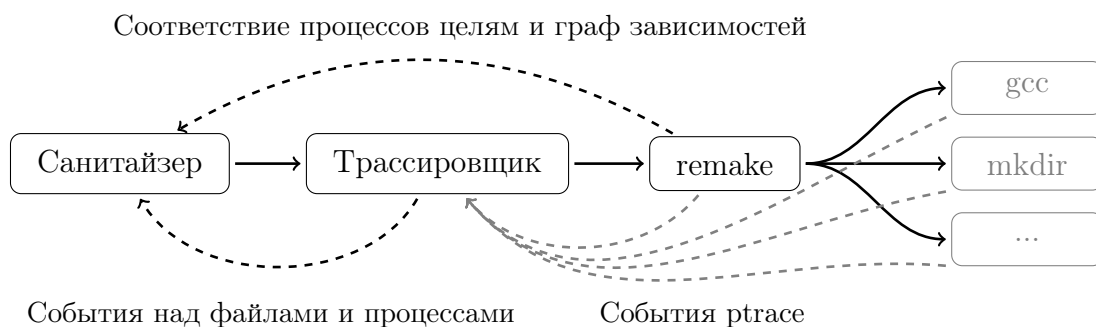 Соответствие процессов целям и граф зависимостей
gcc
Санитайзер
Трассировщик
remake
mkdir
...
События над файлами и процессами
События ptrace